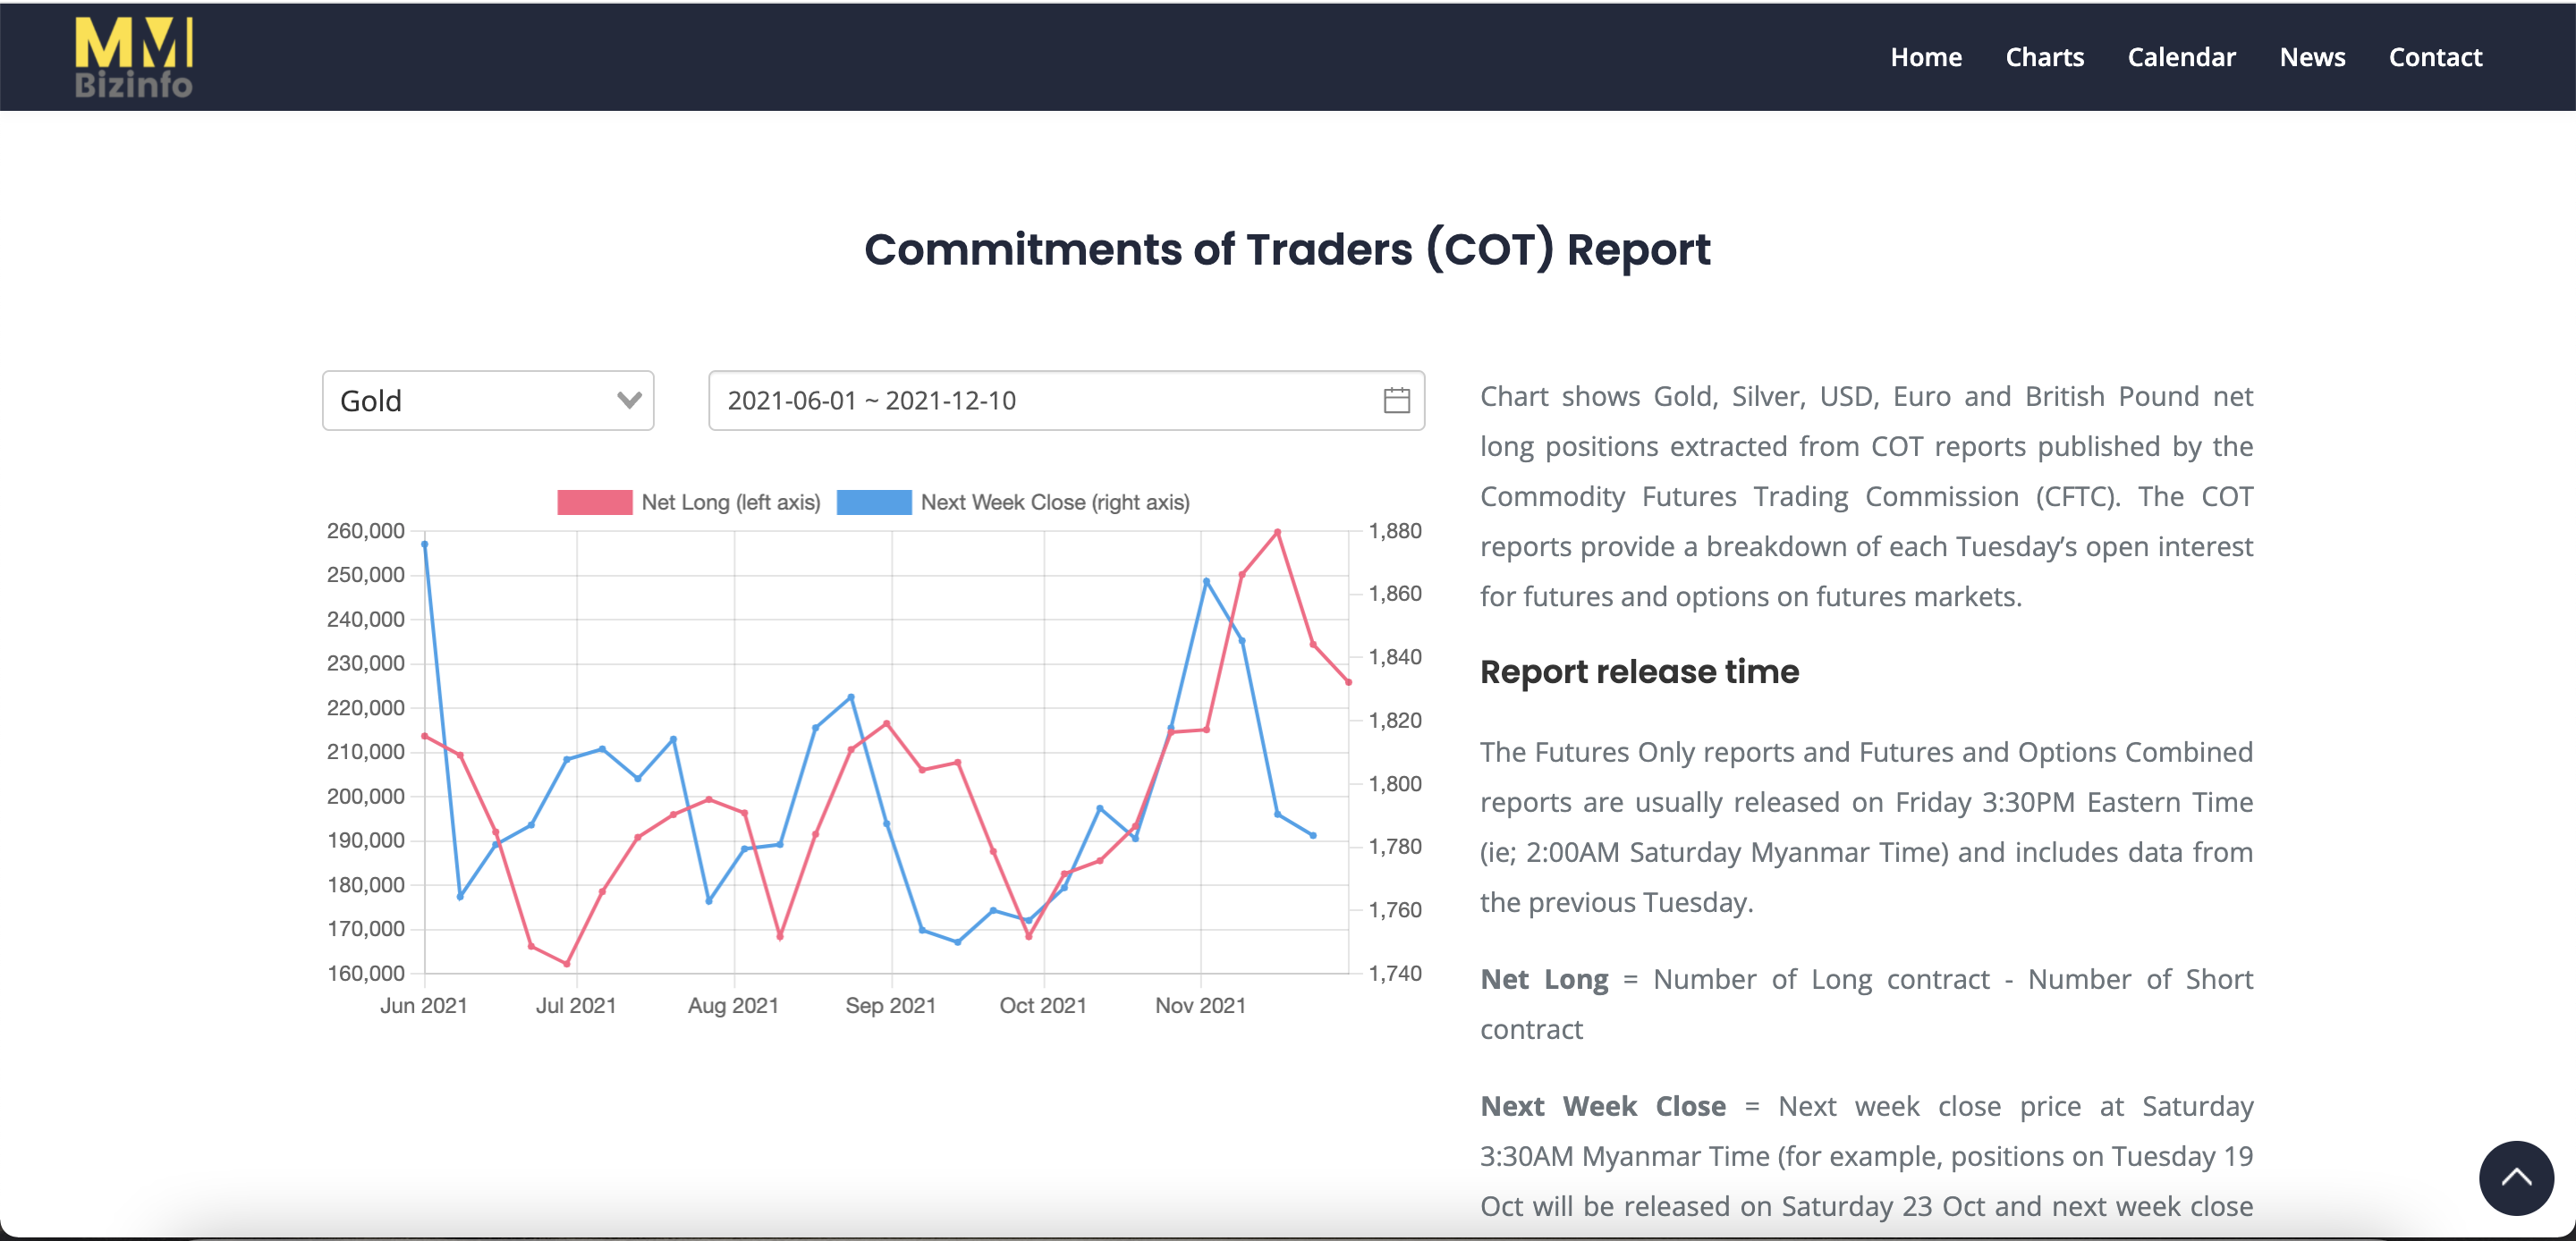 MM
Bizinfo
Home Charts Calendar News Contact
Commitments of Traders (COT) Report
Gold
2021-06-01 ~ 2021-12-10
Net Long (left axis) Next Week Close (right axis)
260,000
250,000
240,000
230,000
220,000
210,000
200,000
190,000
180,000
170,000
160,000
1,880
1,860
1,840
1,820
1,800
1,780
1,760
1,740
Jun 2021 Jul 2021 Aug 2021 Sep 2021 Oct 2021 Nov 2021
Chart shows Gold, Silver, USD, Euro and British Pound net
long positions extracted from COT reports published by the
Commodity Futures Trading Commission (CFTC). The COT
reports provide a breakdown of each Tuesday’s open interest
for futures and options on futures markets.
Report release time
The Futures Only reports and Futures and Options Combined
reports are usually released on Friday 3:30PM Eastern Time
(ie; 2:00AM Saturday Myanmar Time) and includes data from
the previous Tuesday.
Net Long = Number of Long contract - Number of Short
contract
Next Week Close = Next week close price at Saturday
3:30AM Myanmar Time (for example, positions on Tuesday 19
Oct will be released on Saturday 23 Oct and next week close